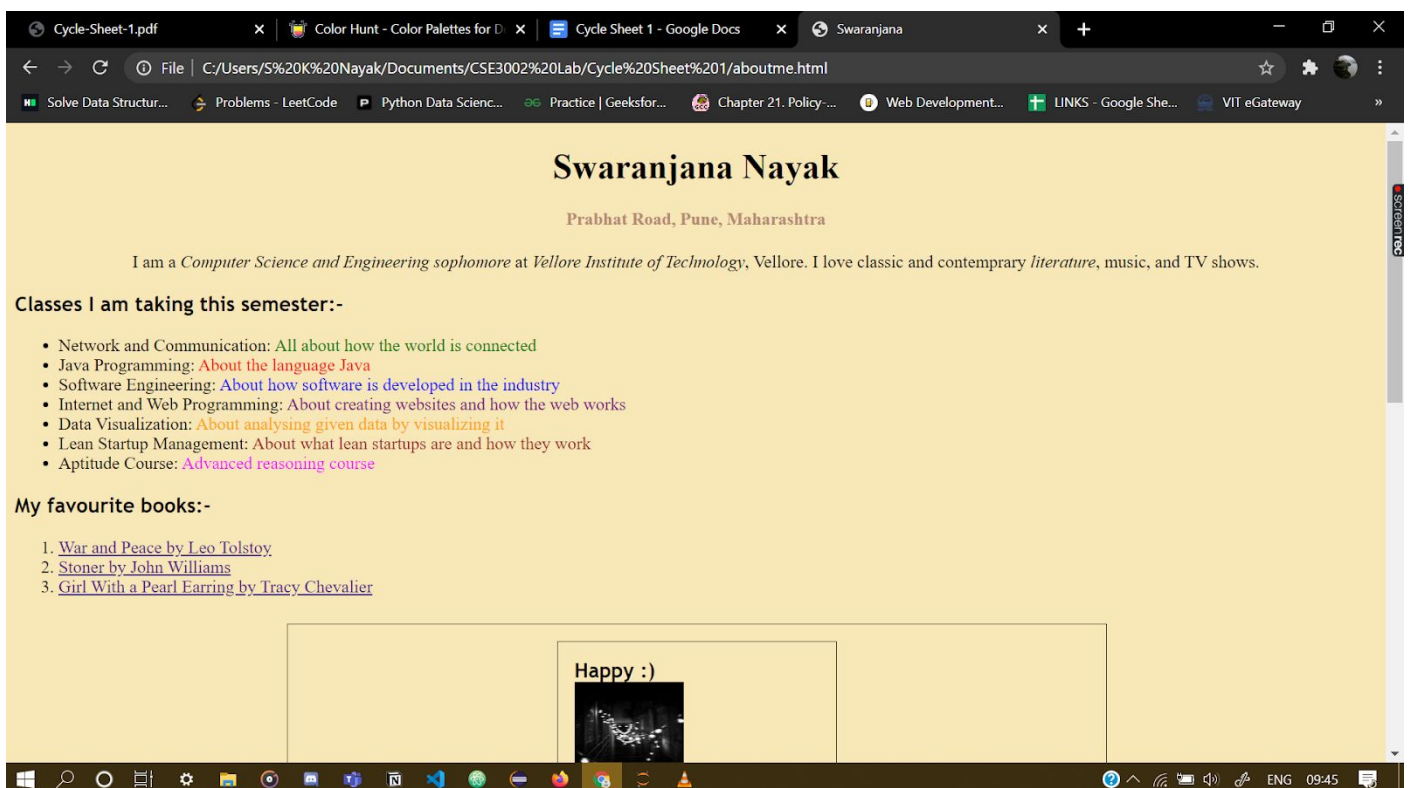 Cycle-Sheet-1.pdf
Color Hunt - Color Palettes for D
Cycle Sheet 1 - Google Docs
Swaranjana
File | C:/Users/S%20K%20Nayak/Documents/CSE3002%20Lab/Cycle%20Sheet%201/aboutme.html
Solve Data Structur...
Problems - LeetCode
Python Data Scienc...
Practice | Geeksfor...
Chapter 21. Policy-...
Web Development...
LINKS - Google She...
VIT eGateway
»
Swaranjana Nayak
Prabhat Road, Pune, Maharashtra
I am a Computer Science and Engineering sophomore at Vellore Institute of Technology, Vellore. I love classic and contemprary literature, music, and TV shows.
Classes I am taking this semester:-
• Network and Communication: All about how the world is connected
• Java Programming: About the language Java
• Software Engineering: About how software is developed in the industry
• Internet and Web Programming: About creating websites and how the web works
• Data Visualization: About analysing given data by visualizing it
• Lean Startup Management: About what lean startups are and how they work
• Aptitude Course: Advanced reasoning course
My favourite books:-
1. War and Peace by Leo Tolstoy
2. Stoner by John Williams
3. Girl With a Pearl Earring by Tracy Chevalier
Happy :)
screenrec
ENG 09:45